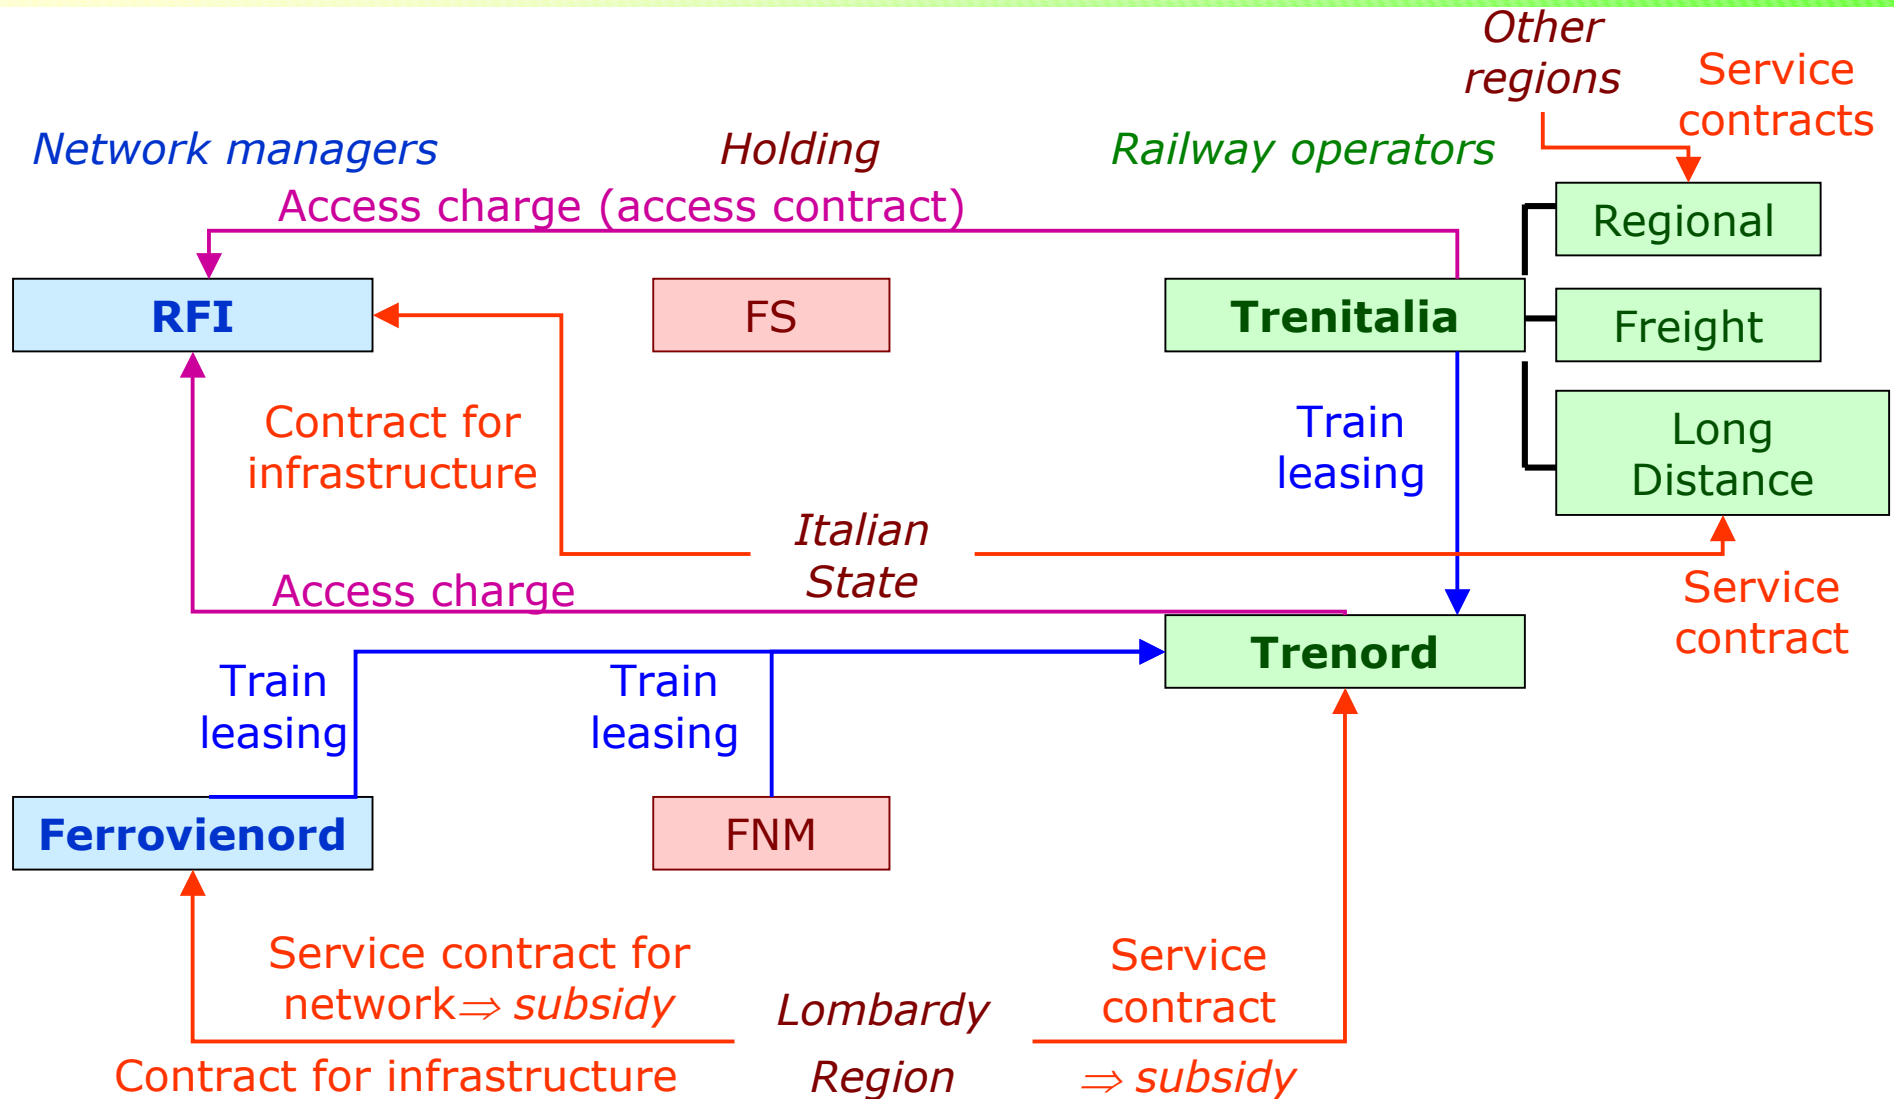 Other
regions
Service
contracts
Network managers
Holding
Railway operators
Access charge (access contract)
Regional
RFI
FS
Trenitalia
Freight
Contract for
infrastructure
Train
leasing
Long
Distance
Italian
State
Access charge
Service
contract
Trenord
Train
leasing
Train
leasing
Ferrovienord
FNM
Service contract for
network⇒ subsidy
Service
contract
Lombardy
Region
Contract for infrastructure
⇒ subsidy